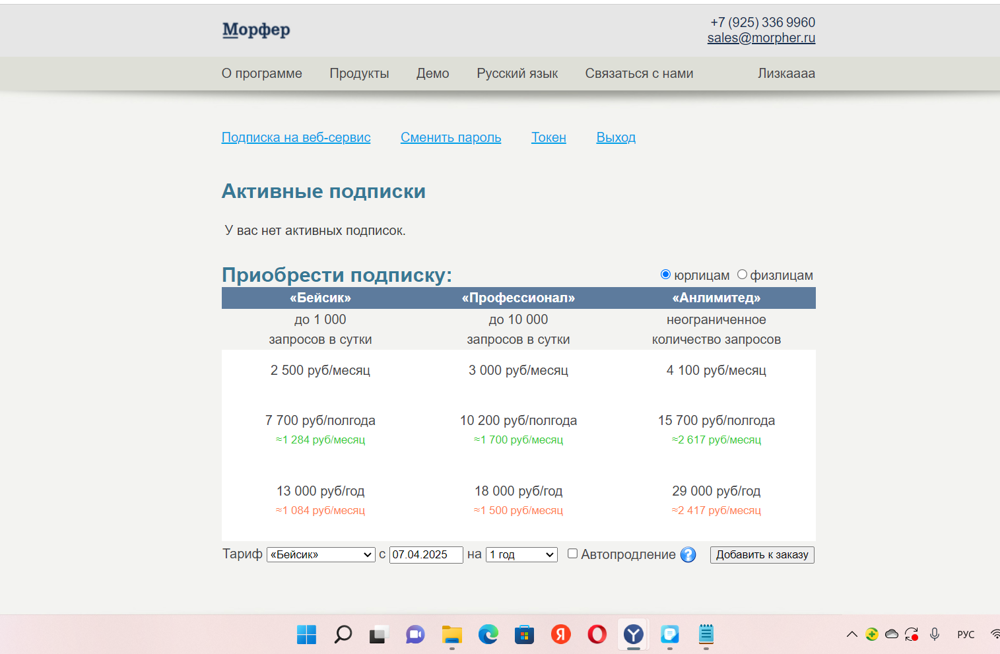 Морфер
+7 (925) 336 9960
sales@morpher.ru
О программе Продукты Демо Русский язык Связаться с нами Лизкаааа
Подписка на веб-сервис Сменить пароль Токен Выход
Активные подписки
У вас нет активных подписок.
Приобрести подписку: юрлицам физлицам
«Бейсик» «Профессионал» «Анлимитед»
до 1 000 до 10 000 неограниченное
запросов в сутки запросов в сутки количество запросов
2 500 руб/месяц 3 000 руб/месяц 4 100 руб/месяц
7 700 руб/полгода 10 200 руб/полгода 15 700 руб/полгода
≈1 284 руб/месяц ≈1 700 руб/месяц ≈2 617 руб/месяц
13 000 руб/год 18 000 руб/год 29 000 руб/год
≈1 084 руб/месяц ≈1 500 руб/месяц ≈2 417 руб/месяц
Тариф «Бейсик» с 07.04.2025 на 1 год Автопродление ? Добавить к заказу
Я РУС